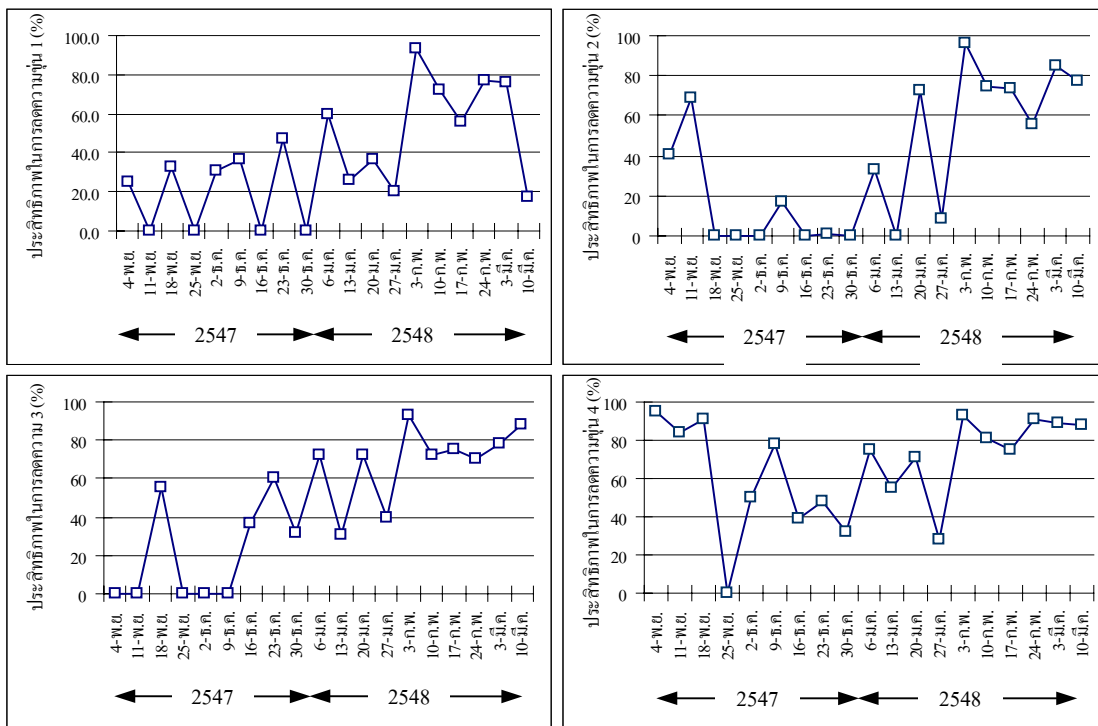 ประสิทธิภาพในการลดความขุ่น 1 (%)
100.0
80.0
60.0
40.0
20.0
0.0
4-พ.ย.
11-พ.ย.
18-พ.ย.
25-พ.ย.
2-ธ.ค.
9-ธ.ค.
16-ธ.ค.
23-ธ.ค.
30-ธ.ค.
6-ม.ค.
13-ม.ค.
20-ม.ค.
27-ม.ค.
3-ก.พ.
10-ก.พ.
17-ก.พ.
24-ก.พ.
3-มี.ค.
10-มี.ค.
2547
2548
ประสิทธิภาพในการลดความขุ่น 2 (%)
100
80
60
40
20
0
4-พ.ย.
11-พ.ย.
18-พ.ย.
25-พ.ย.
2-ธ.ค.
9-ธ.ค.
16-ธ.ค.
23-ธ.ค.
30-ธ.ค.
6-ม.ค.
13-ม.ค.
20-ม.ค.
27-ม.ค.
3-ก.พ.
10-ก.พ.
17-ก.พ.
24-ก.พ.
3-มี.ค.
10-มี.ค.
2547
2548
ประสิทธิภาพในการลดความ 3 (%)
100
80
60
40
20
0
4-พ.ย.
11-พ.ย.
18-พ.ย.
25-พ.ย.
2-ธ.ค.
9-ธ.ค.
16-ธ.ค.
23-ธ.ค.
30-ธ.ค.
6-ม.ค.
13-ม.ค.
20-ม.ค.
27-ม.ค.
3-ก.พ.
10-ก.พ.
17-ก.พ.
24-ก.พ.
3-มี.ค.
10-มี.ค.
2547
2548
ประสิทธิภาพในการลดความขุ่น 4 (%)
100
80
60
40
20
0
4-พ.ย.
11-พ.ย.
18-พ.ย.
25-พ.ย.
2-ธ.ค.
9-ธ.ค.
16-ธ.ค.
23-ธ.ค.
30-ธ.ค.
6-ม.ค.
13-ม.ค.
20-ม.ค.
27-ม.ค.
3-ก.พ.
10-ก.พ.
17-ก.พ.
24-ก.พ.
3-มี.ค.
10-มี.ค.
2547
2548